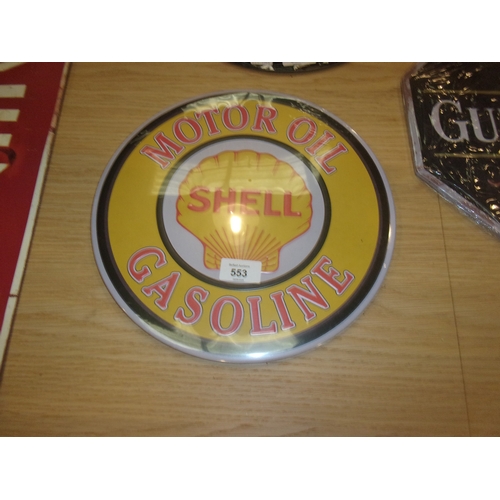 MOTOR OIL
SHELL
553
GASOLINE
GU